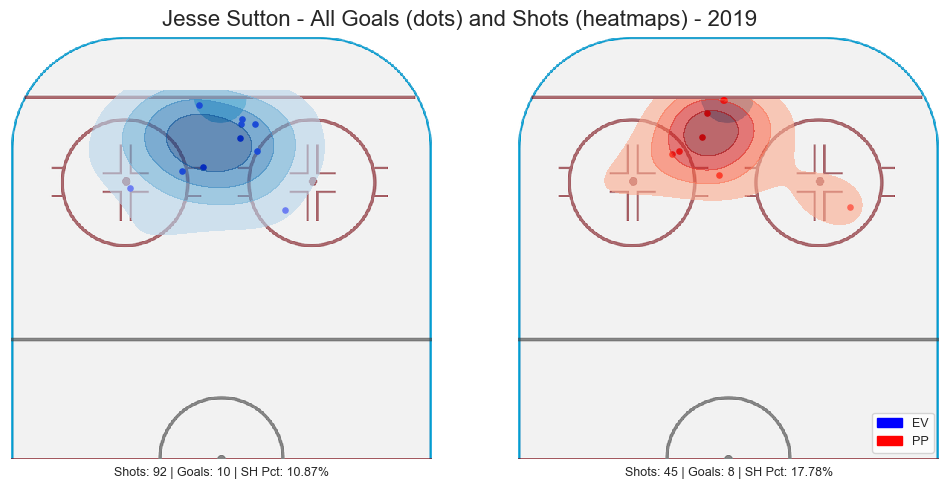 Jesse Sutton - All Goals (dots) and Shots (heatmaps) - 2019
EV
PP
Shots: 92 | Goals: 10 | SH Pct: 10.87%
Shots: 45 | Goals: 8 | SH Pct: 17.78%